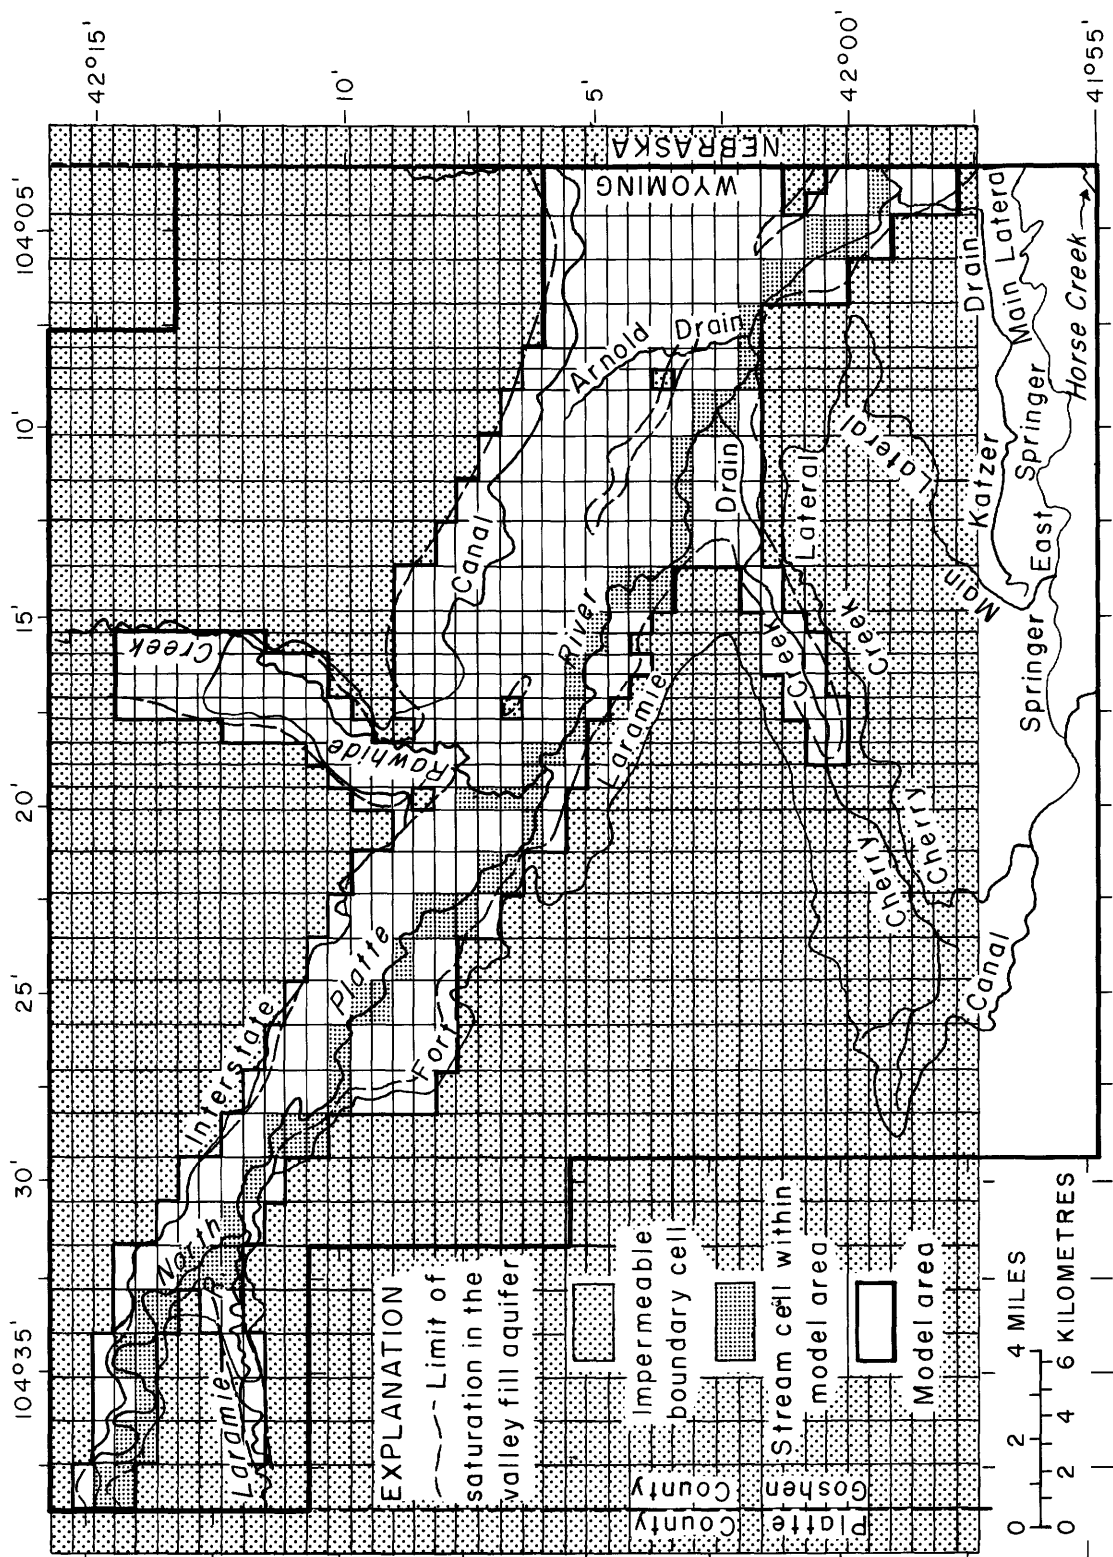 104°35'
30'
25'
20'
15'
10'
104°05'
42°15'
10'
5'
42°00'
41°55'
North
Platte
River
Laramie
Interstate
Canal
Rawhide
Creek
Fort
Laramie
Canal
Arnold
Drain
WYOMING
NEBRASKA
Cherry
Creek
Drain
Cherry
Creek
Lateral
Main
Lateral
Springer
East Springer
Main Lateral
Katzer
Drain
Horse Creek
EXPLANATION
Limit of
saturation in the
valley fill aquifer
Impermeable
boundary cell
Stream cell within
model area
Model area
Platte
County
Goshen
County
0 2 4 MILES
0 2 4 6 KILOMETRES